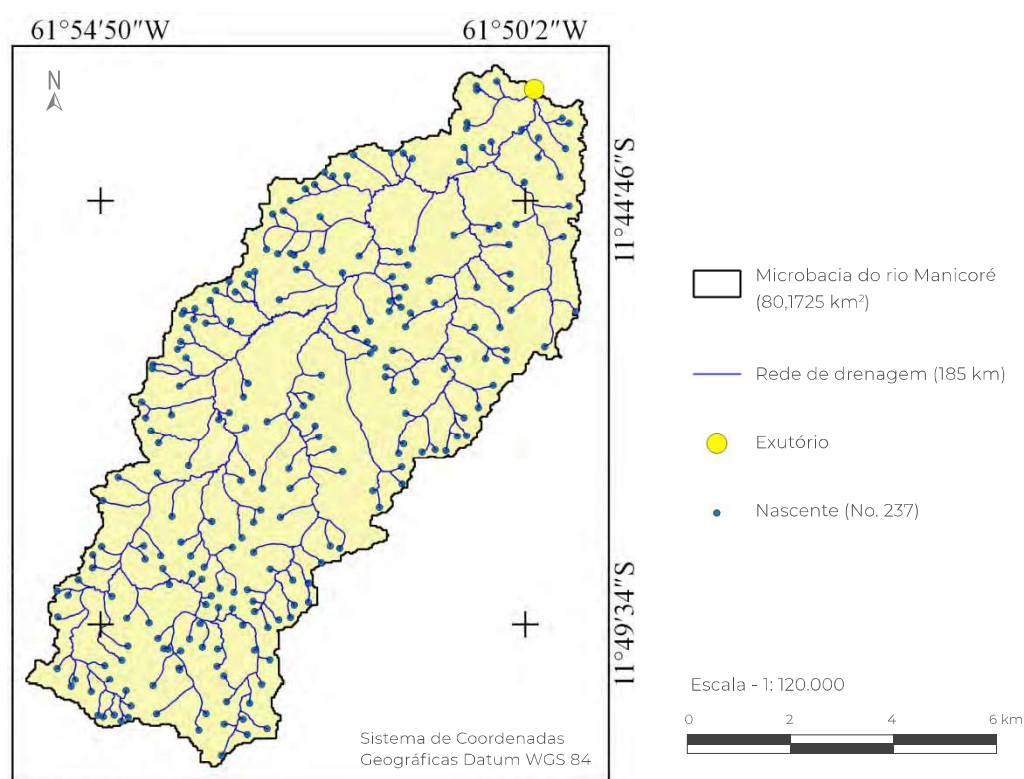 61°54′50″W
61°50′2″W
N
11°44′46″S
Microbacia do rio Manicoré
(80,1725 km²)
Rede de drenagem (185 km)
Exutório
Nascente (No. 237)
11°49′34″S
Escala - 1: 120.000
0 2 4 6 km
Sistema de Coordenadas
Geográficas Datum WGS 84